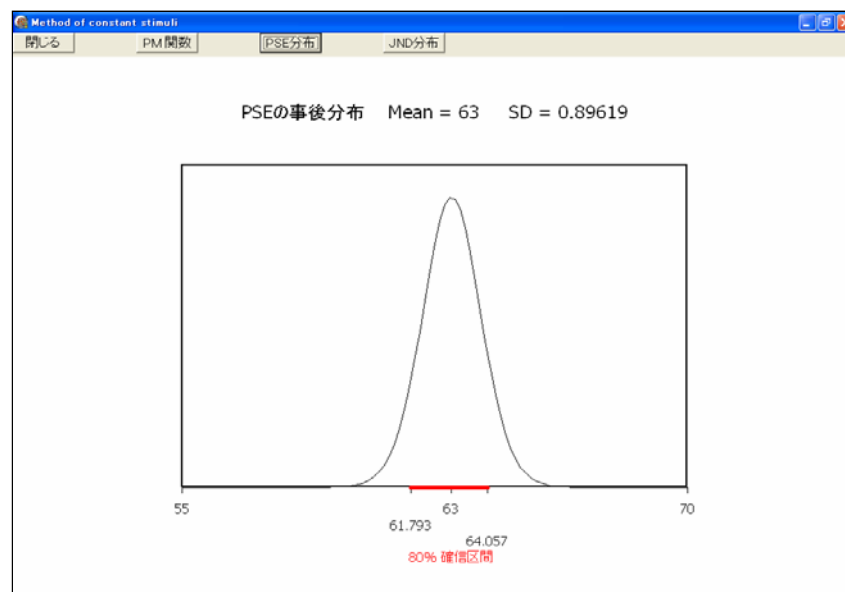 Method of constant stimuli
閉じる PM関数 PSE分布 JND分布
PSEの事後分布 Mean = 63 SD = 0.89619
55 63 70
61.793
64.057
80% 確信区間